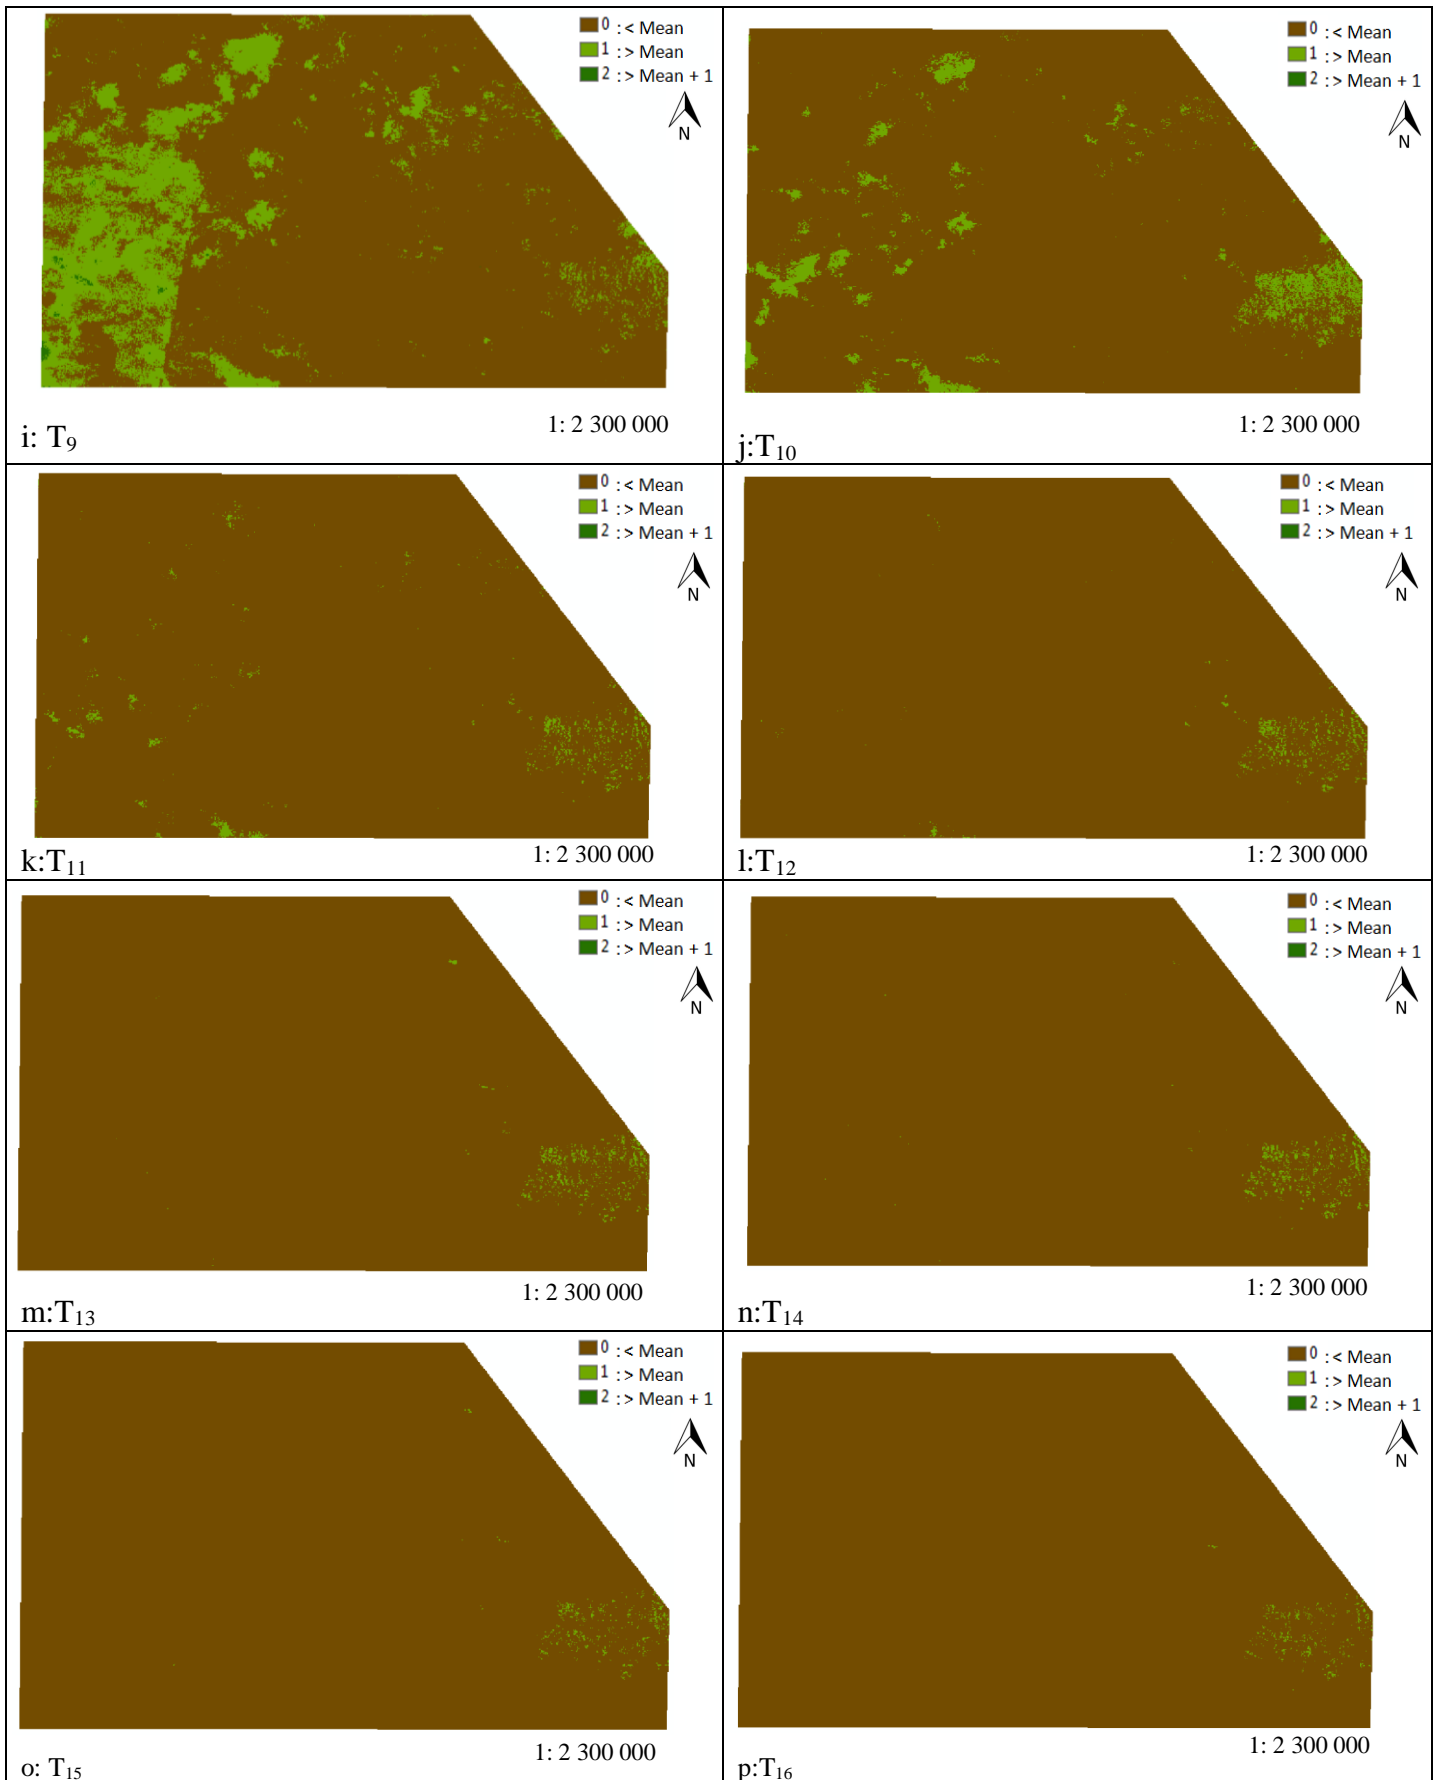 0 : < Mean
1 : > Mean
2 : > Mean + 1
N
1: 2 300 000
i: T9
0 : < Mean
1 : > Mean
2 : > Mean + 1
N
1: 2 300 000
j:T10
0 : < Mean
1 : > Mean
2 : > Mean + 1
N
1: 2 300 000
k:T11
0 : < Mean
1 : > Mean
2 : > Mean + 1
N
1: 2 300 000
l:T12
0 : < Mean
1 : > Mean
2 : > Mean + 1
N
1: 2 300 000
m:T13
0 : < Mean
1 : > Mean
2 : > Mean + 1
N
1: 2 300 000
n:T14
0 : < Mean
1 : > Mean
2 : > Mean + 1
N
1: 2 300 000
o: T15
0 : < Mean
1 : > Mean
2 : > Mean + 1
N
1: 2 300 000
p:T16